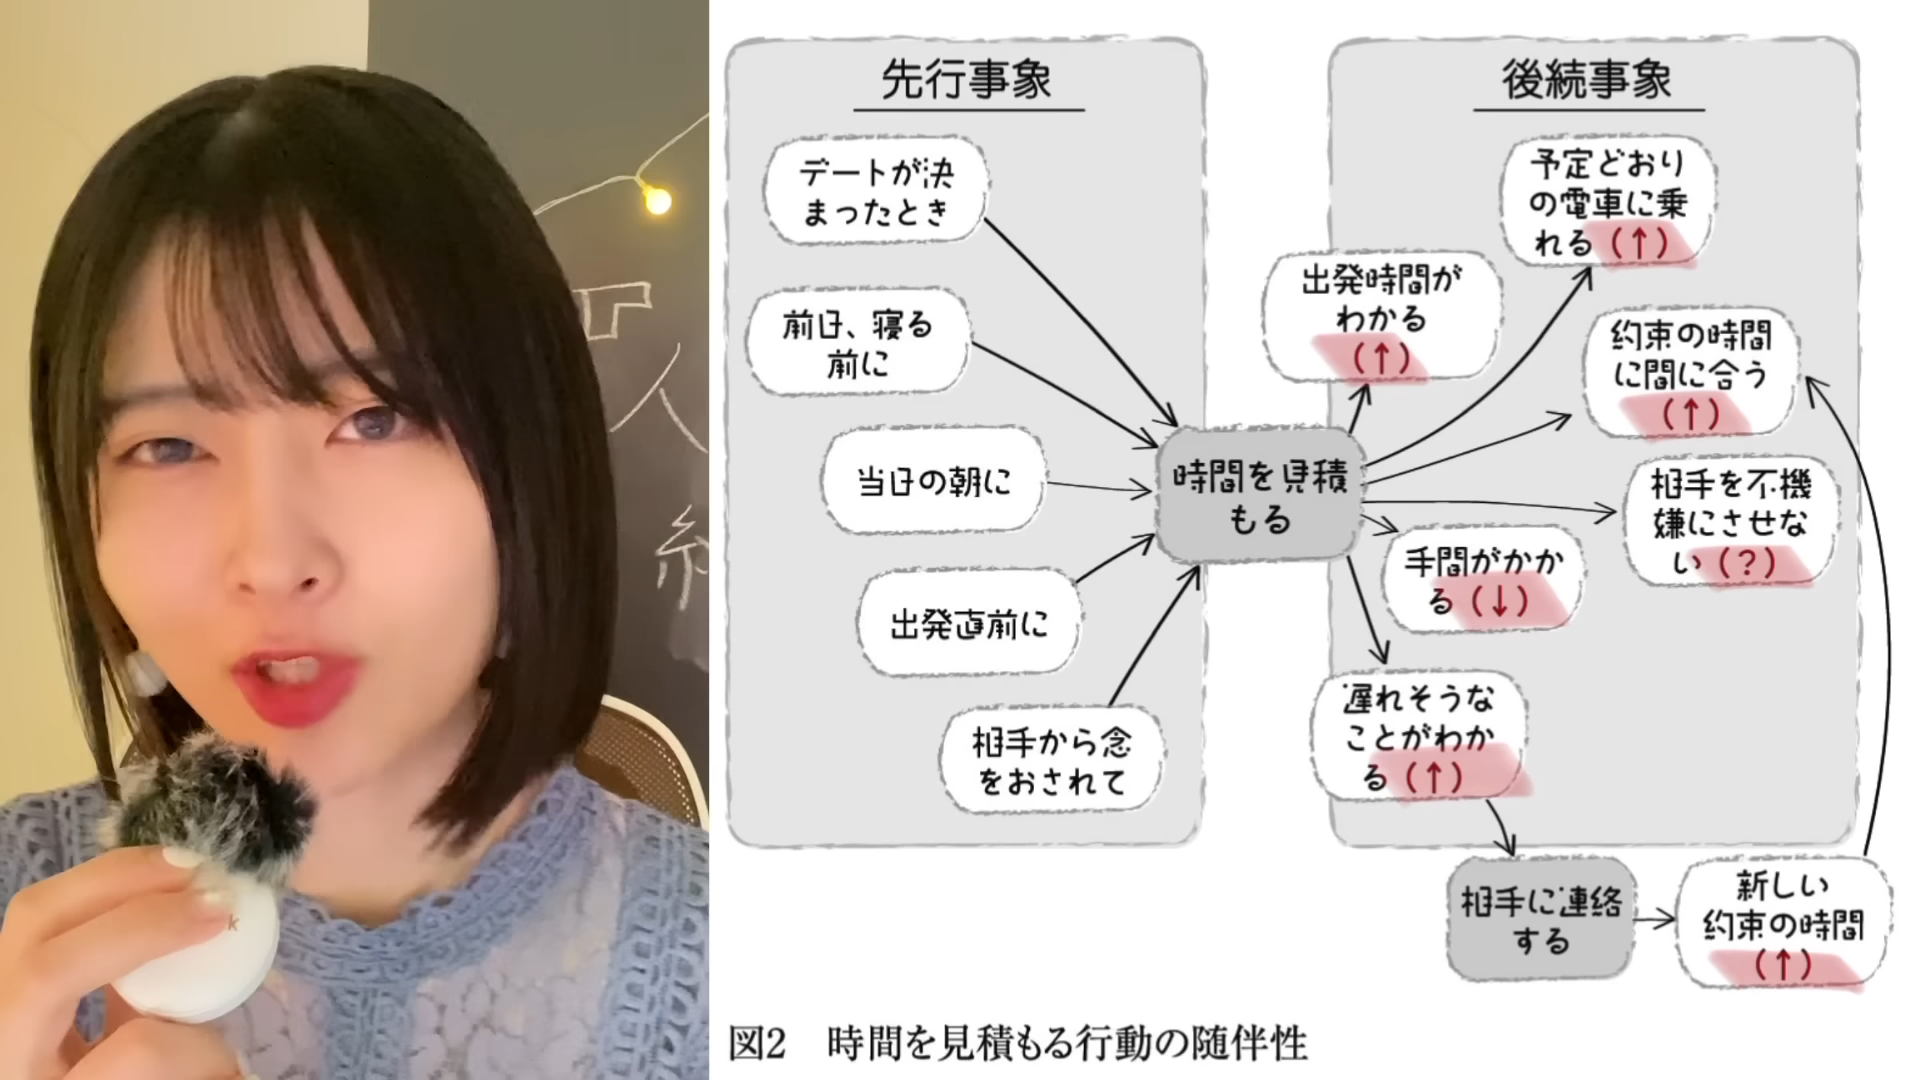 先行事象
デートが決
まったとき
前日、寝る
前に
当日の朝に
出発直前に
相手から念
をおされて
時間を見積
もる
後続事象
予定どおり
の電車に乗
れる(↑)
出発時間が
わかる
(↑)
約束の時間
に間に合う
(↑)
相手を不機
嫌にさせな
い(?)
手間がかか
る(↓)
遅れそうな
ことがわか
る(↑)
相手に連絡
する
新しい
約束の時間
(↑)
図2 時間を見積もる行動の随伴性
k
人